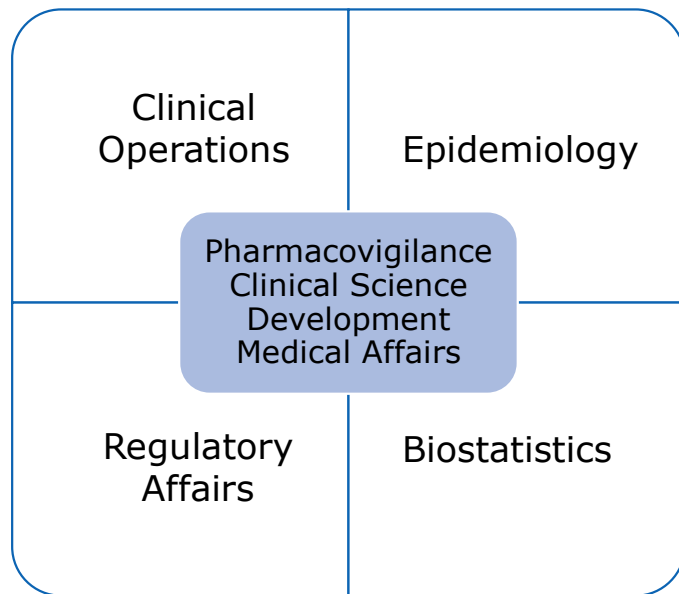 Clinical
Operations
Epidemiology
Pharmacovigilance
Clinical Science
Development
Medical Affairs
Regulatory
Affairs
Biostatistics